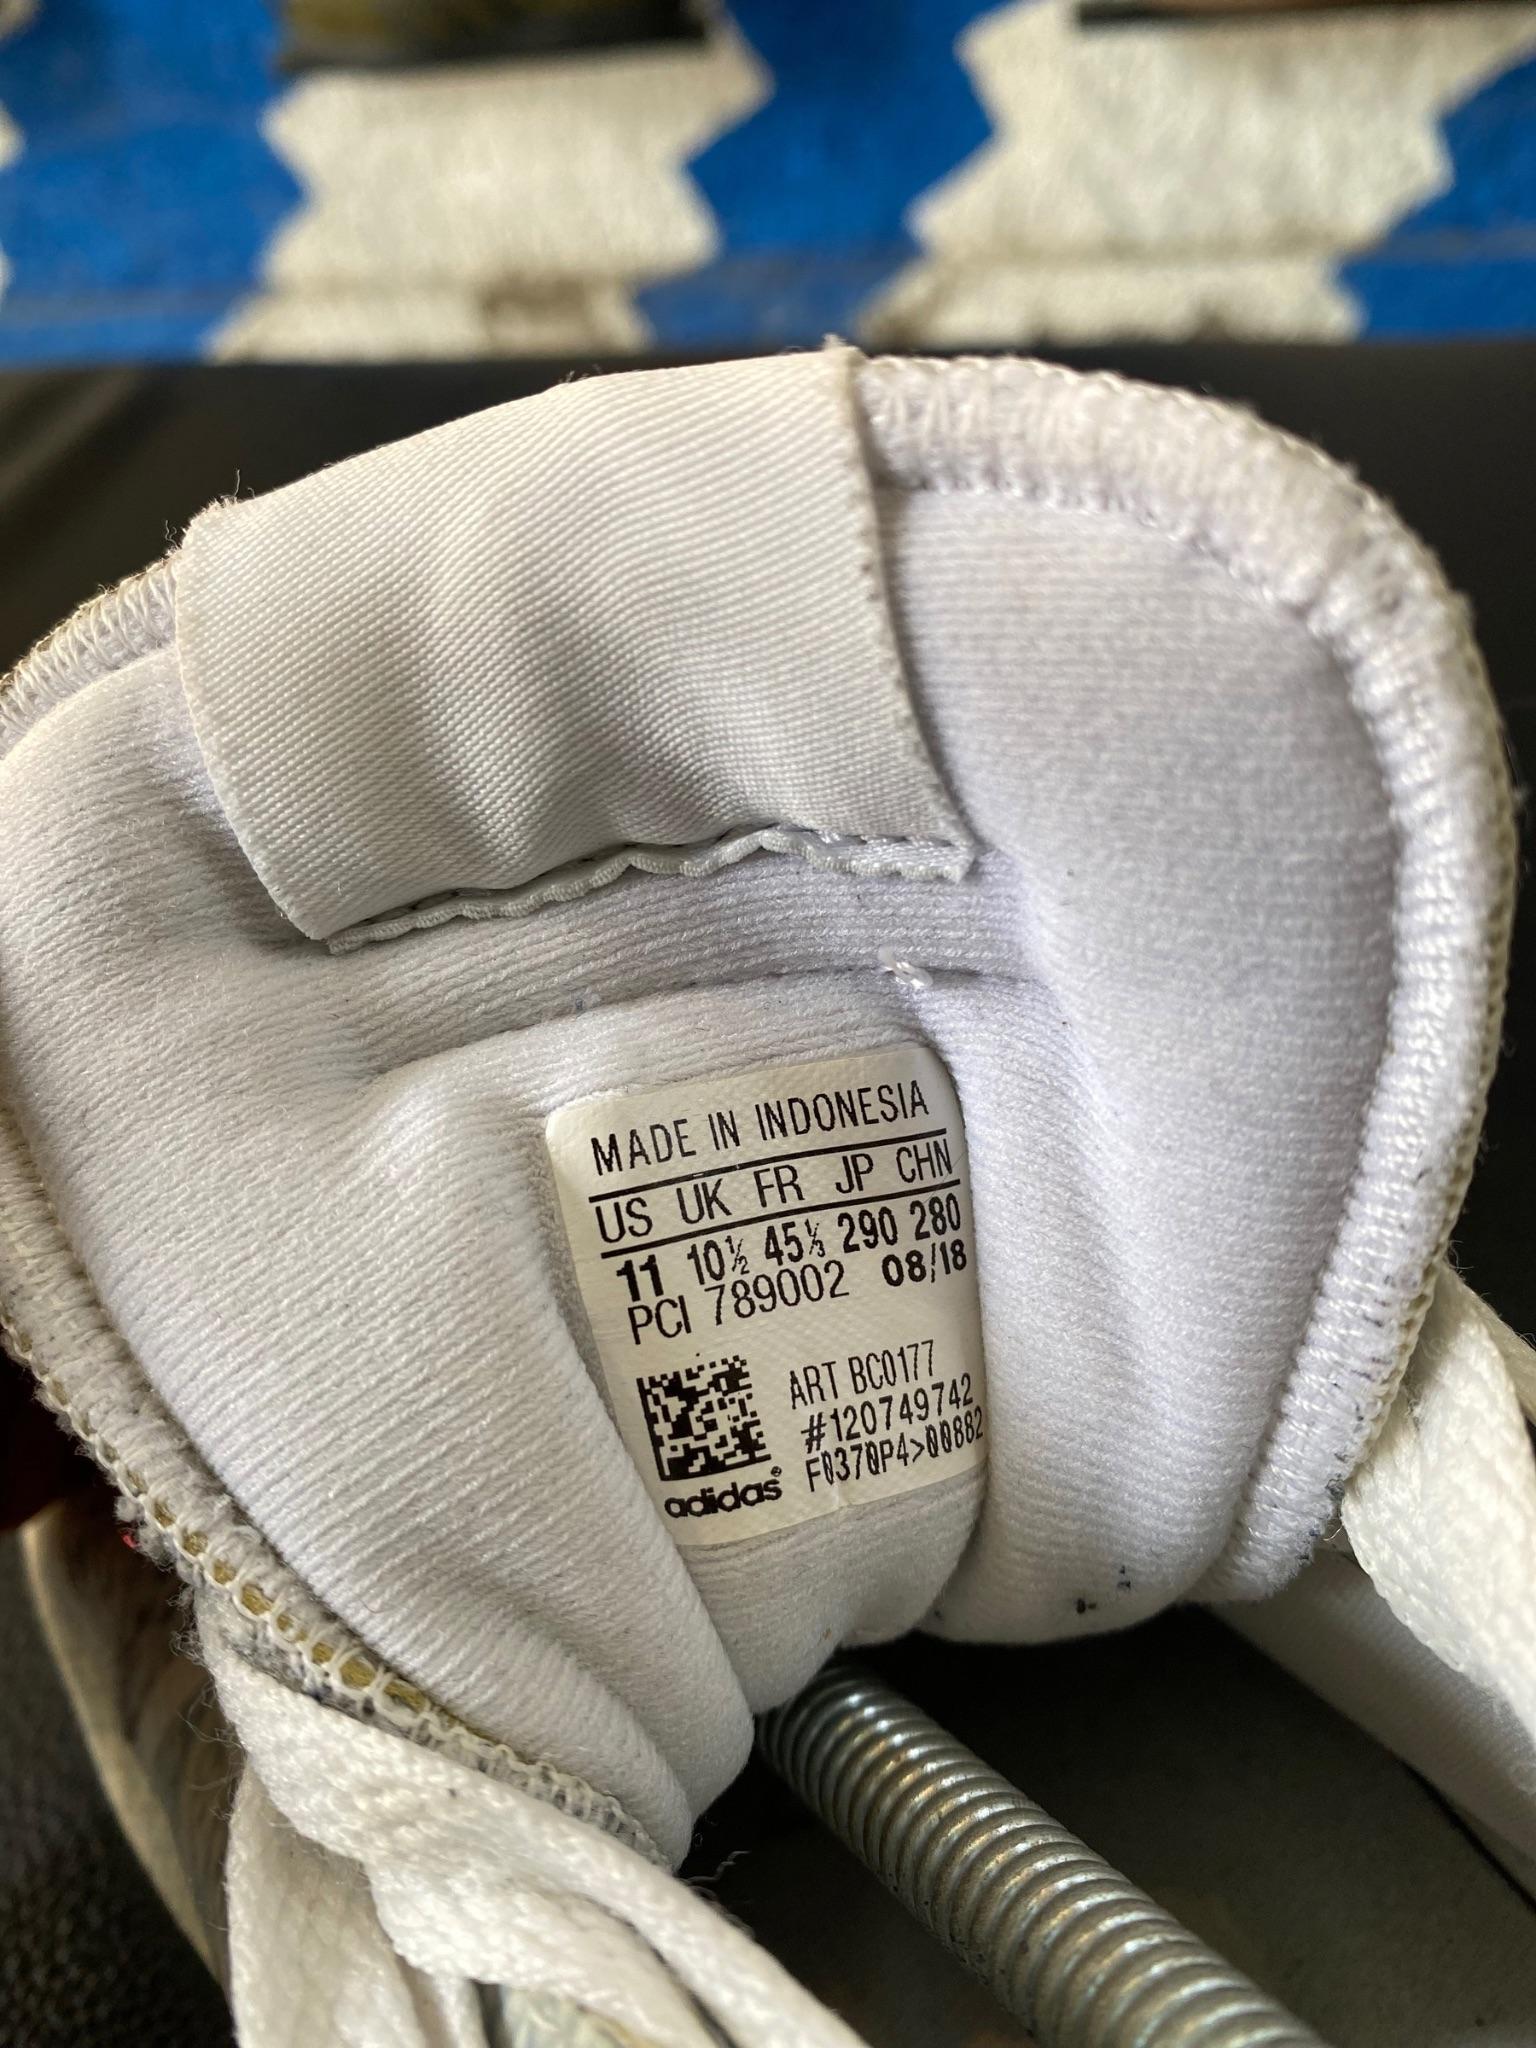 MADE IN INDONESIA
US UK FR JP CHN
11 10½ 45⅓ 290 280
PCI 789002 08/18
ART BC0177
#120749742
F0370P4>00882
adidas®